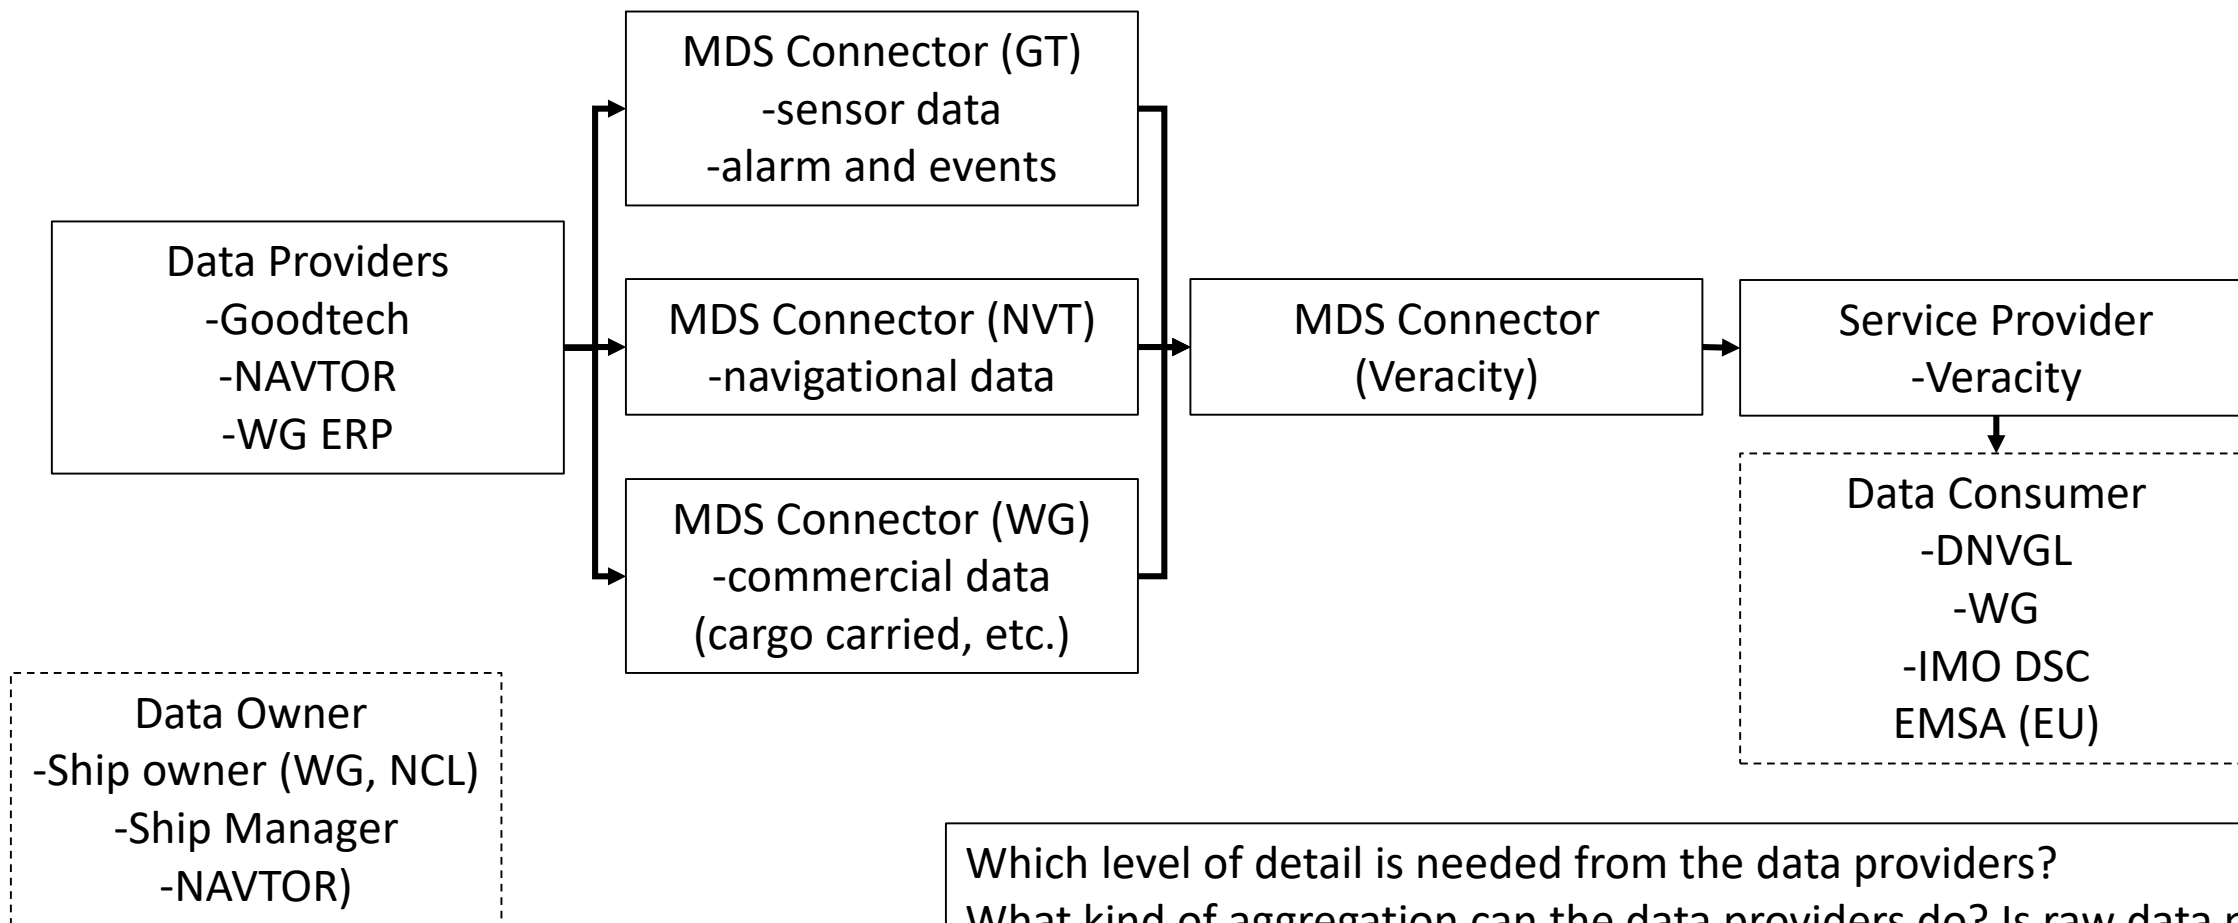 MDS Connector (GT)
-sensor data
-alarm and events
Data Providers
-Goodtech
-NAVTOR
-WG ERP
MDS Connector (NVT)
-navigational data
MDS Connector (WG)
-commercial data
(cargo carried, etc.)
MDS Connector
(Veracity)
Service Provider
-Veracity
Data Consumer
-DNVGL
-WG
-IMO DSC
EMSA (EU)
Data Owner
-Ship owner (WG, NCL)
-Ship Manager
-NAVTOR)
Which level of detail is needed from the data providers?
What kind of aggregation can the data providers do? Is raw data